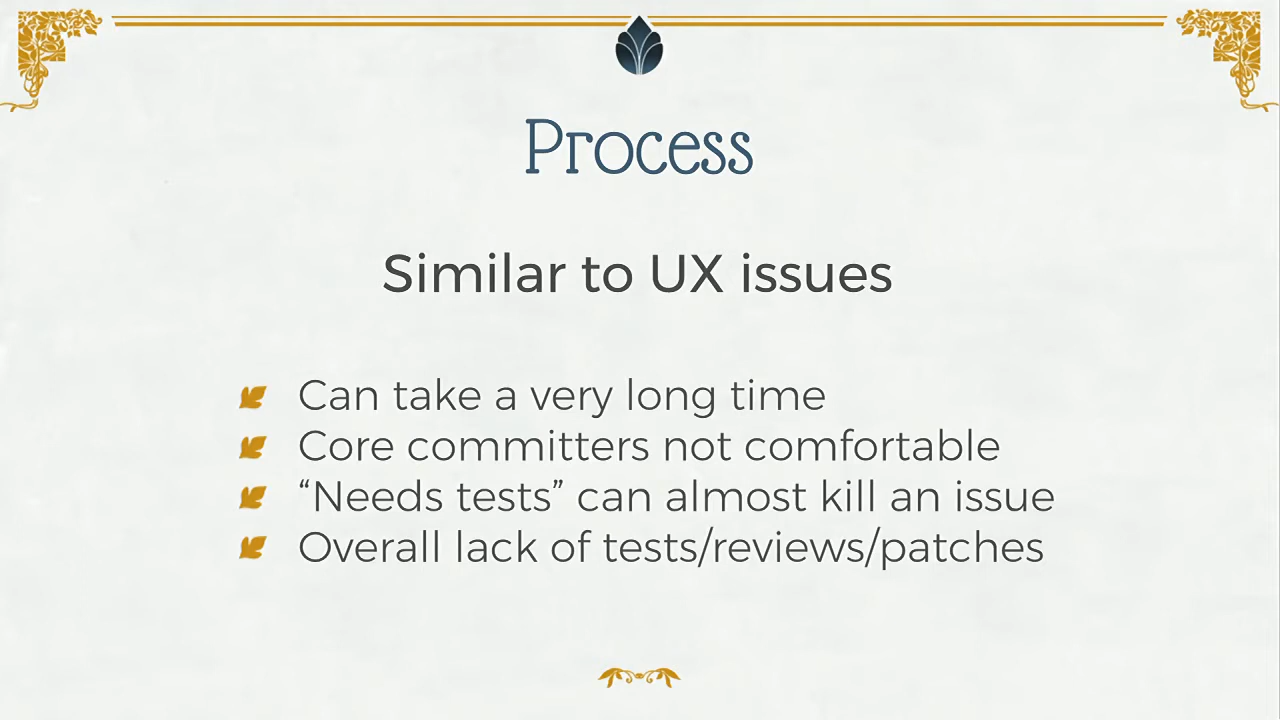 Process
Similar to UX issues
Can take a very long time
Core committers not comfortable
“Needs tests” can almost kill an issue
Overall lack of tests/reviews/patches